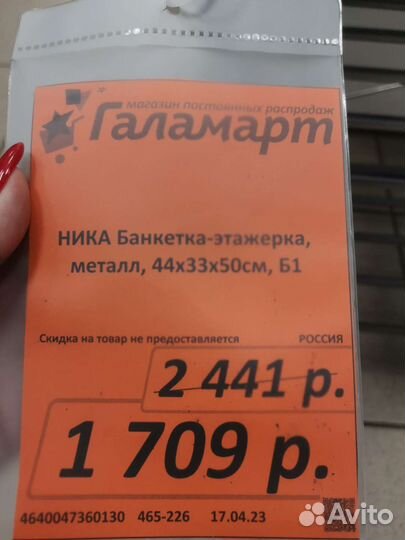 магазин постоянных распродаж
Галамарт
НИКА Банкетка-этажерка,
металл, 44х33х50см, Б1
Скидка на товар не предоставляется РОССИЯ
2 441 р.
1 709 р.
4640047360130 465-226 17.04.23
Avito